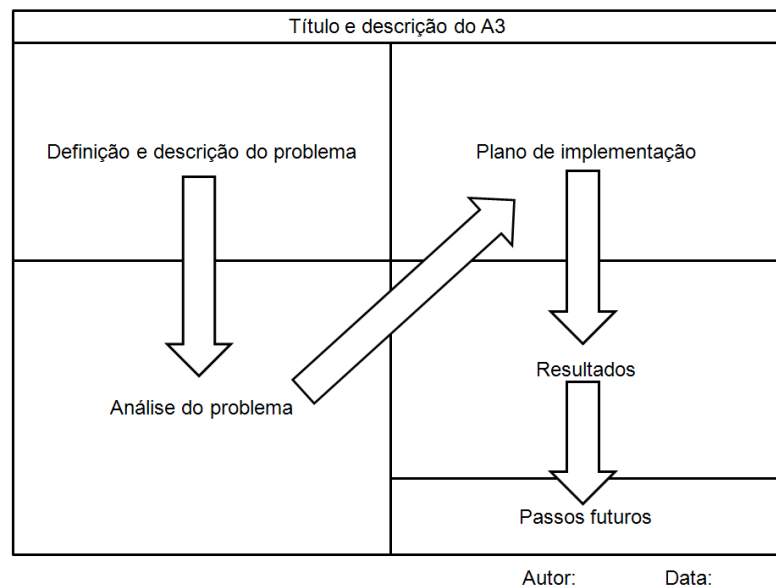 Título e descrição do A3
Definição e descrição do problema
Análise do problema
Plano de implementação
Resultados
Passos futuros
Autor: Data: